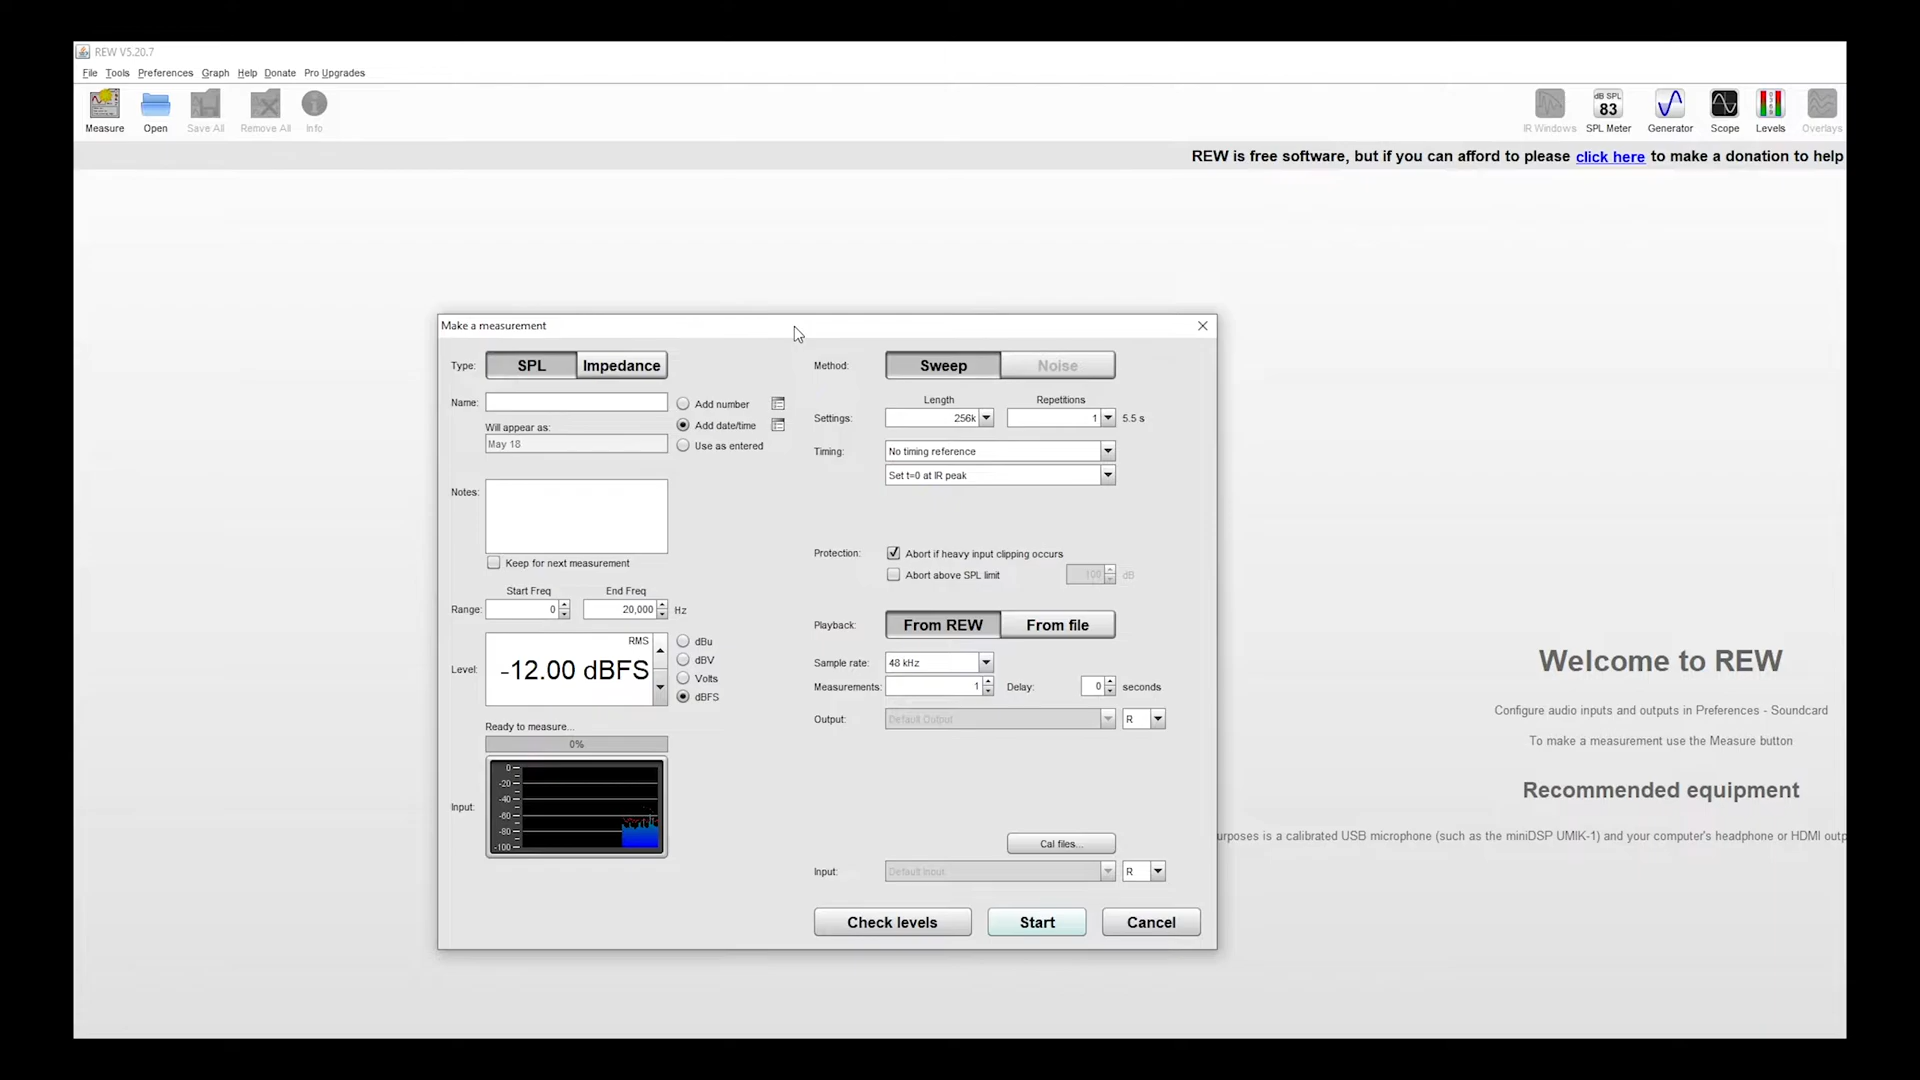 REW V5.20.7
File Tools Preferences Graph Help Donate Pro Upgrades
Measure Open Save All Remove All Info
dB SPL
83
IR Windows SPL Meter Generator Scope Levels Overlays
REW is free software, but if you can afford to please click here to make a donation to help
Make a measurement
Type: SPL Impedance
Name:
Add number
Will appear as:
Add date/time
May 18
Use as entered
Notes:
Keep for next measurement
Start Freq End Freq
Range: 0 20,000 Hz
RMS
Level: -12.00 dBFS
dBu
dBV
Volts
dBFS
Ready to measure...
0%
Input:
0
-20
-40
-60
-80
-100
Method: Sweep Noise
Length Repetitions
Settings: 256k 1 5.5 s
Timing: No timing reference
Set t=0 at IR peak
Protection: Abort if heavy input clipping occurs
Abort above SPL limit 100 dB
Playback: From REW From file
Sample rate: 48 kHz
Measurements: 1 Delay: 0 seconds
Output: Default Output R
Cal files...
Input: Default Input R
Check levels Start Cancel
Welcome to REW
Configure audio inputs and outputs in Preferences - Soundcard
To make a measurement use the Measure button
Recommended equipment
urposes is a calibrated USB microphone (such as the miniDSP UMIK-1) and your computer's headphone or HDMI outp